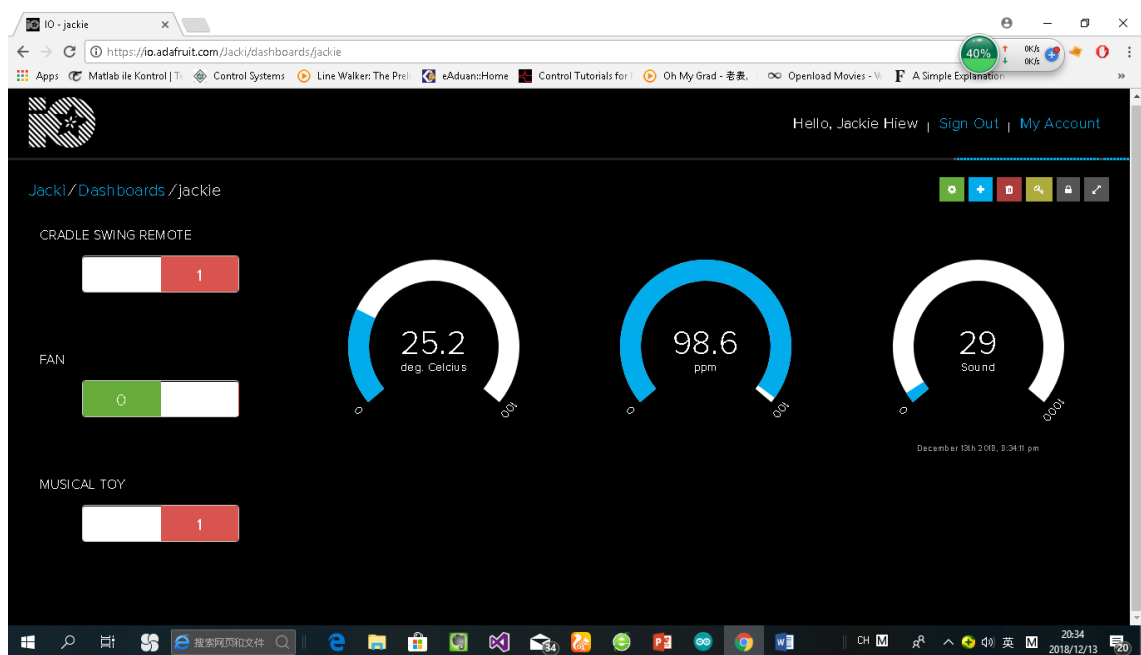 IO - jackie
https://io.adafruit.com/Jacki/dashboards/jackie
40%
0K/s
0K/s
Apps
Matlab ile Kontrol | T
Control Systems
Line Walker: The Prel
eAduan::Home
Control Tutorials for
Oh My Grad - 老表,
Openload Movies - V
A Simple Explanation
»
Hello, Jackie Hiew | Sign Out | My Account
Jacki / Dashboards / jackie
CRADLE SWING REMOTE
1
25.2
deg. Celcius
0
100
98.6
ppm
0
100
29
Sound
0
1000
December 13th 2018, 8:34:11 pm
FAN
0
MUSICAL TOY
1
搜索网页和文件
34
CH M
英 M
20:34
2018/12/13
20